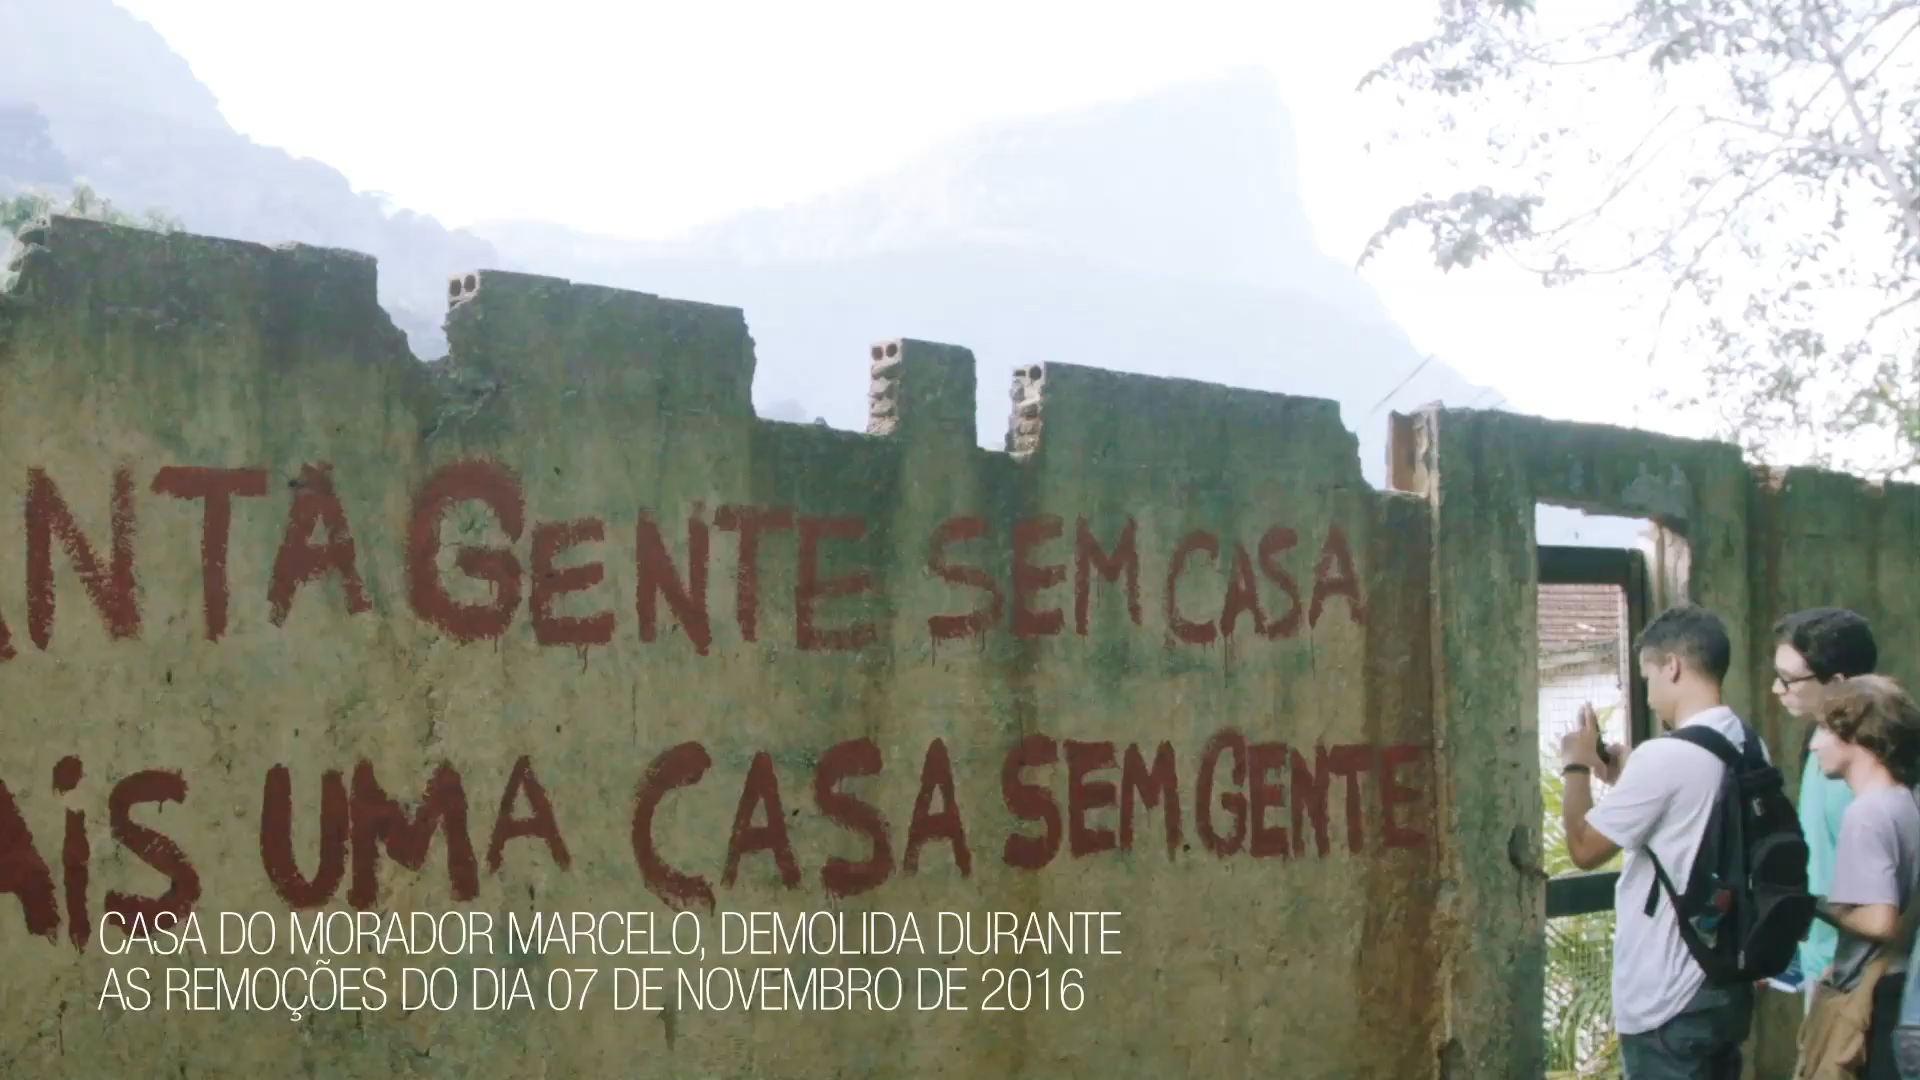 ANTA GENTE SEM CASA
AiS UMA CASA SEM GENTE
CASA DO MORADOR MARCELO, DEMOLIDA DURANTE
AS REMOÇÕES DO DIA 07 DE NOVEMBRO DE 2016